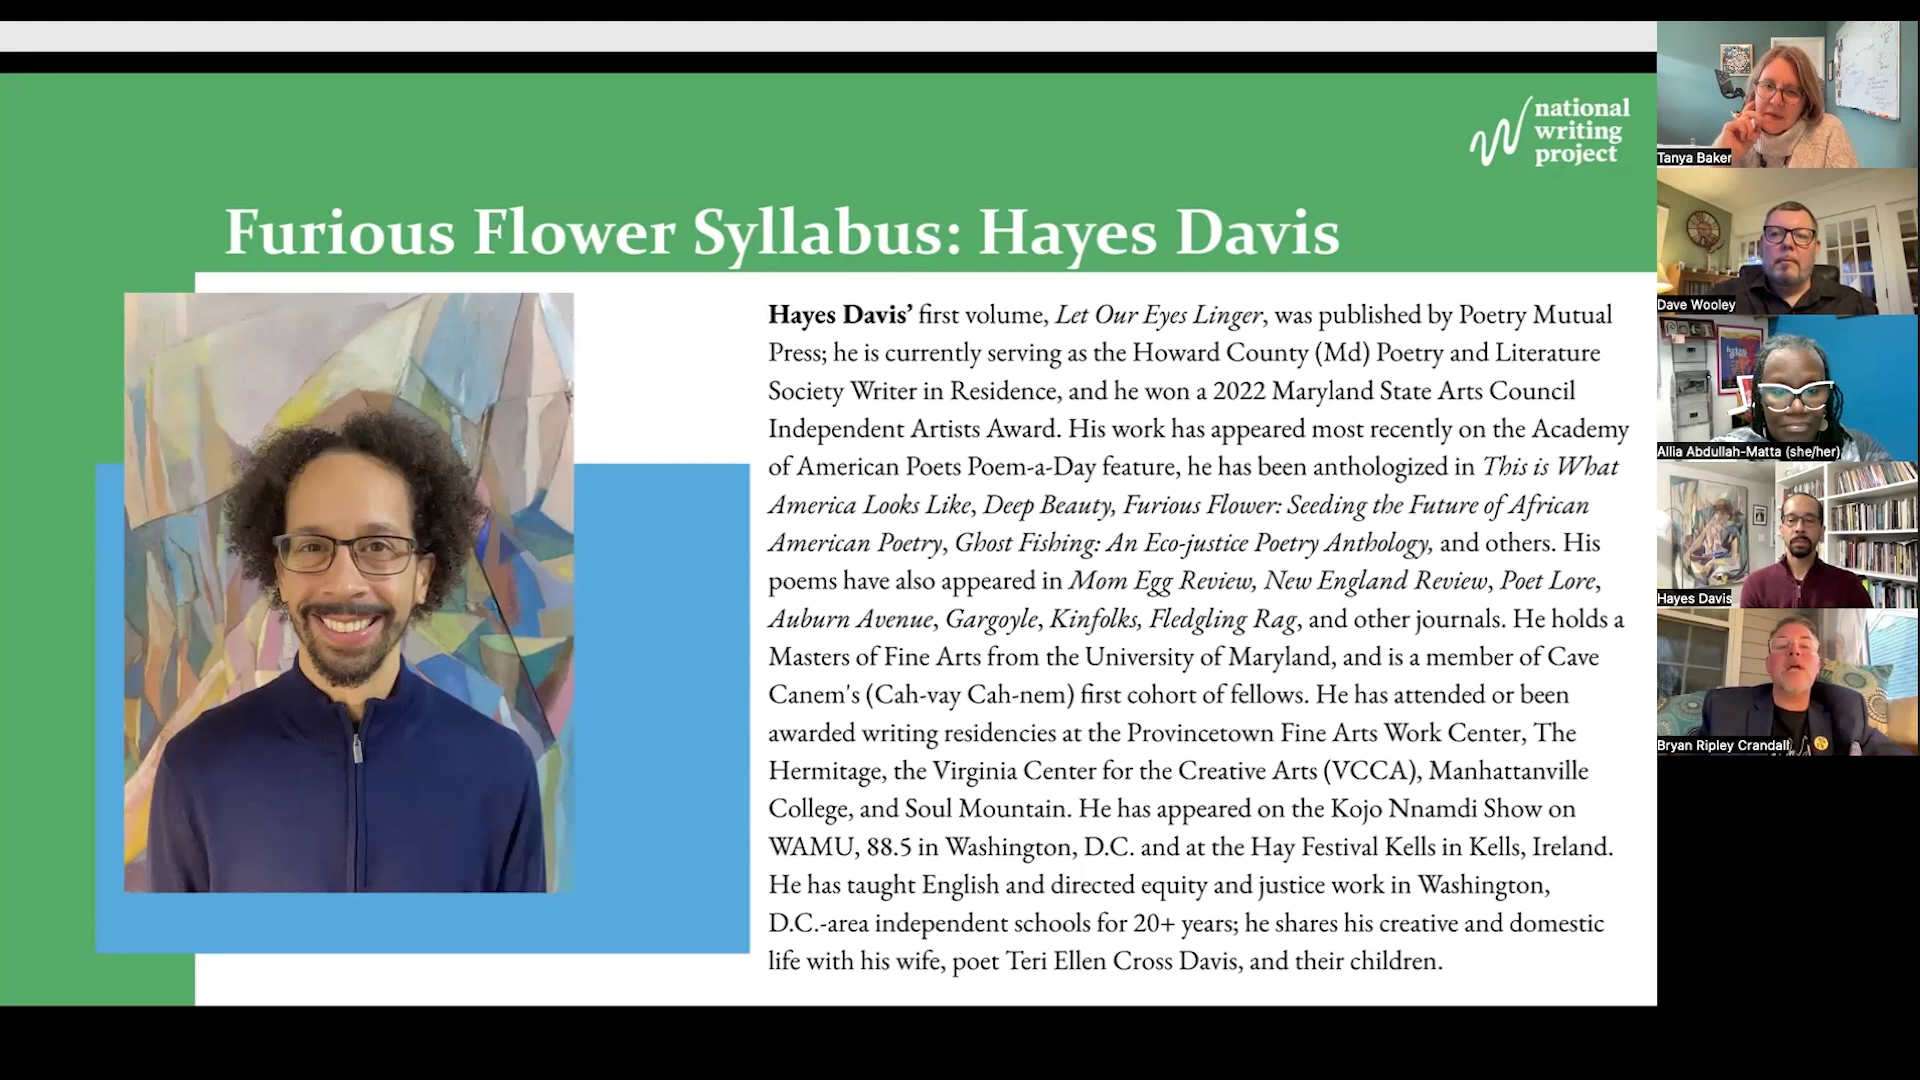 national
writing
project
Furious Flower Syllabus: Hayes Davis
Hayes Davis’ first volume, Let Our Eyes Linger, was published by Poetry Mutual
Press; he is currently serving as the Howard County (Md) Poetry and Literature
Society Writer in Residence, and he won a 2022 Maryland State Arts Council
Independent Artists Award. His work has appeared most recently on the Academy
of American Poets Poem-a-Day feature, he has been anthologized in This is What
America Looks Like, Deep Beauty, Furious Flower: Seeding the Future of African
American Poetry, Ghost Fishing: An Eco-justice Poetry Anthology, and others. His
poems have also appeared in Mom Egg Review, New England Review, Poet Lore,
Auburn Avenue, Gargoyle, Kinfolks, Fledgling Rag, and other journals. He holds a
Masters of Fine Arts from the University of Maryland, and is a member of Cave
Canem's (Cah-vay Cah-nem) first cohort of fellows. He has attended or been
awarded writing residencies at the Provincetown Fine Arts Work Center, The
Hermitage, the Virginia Center for the Creative Arts (VCCA), Manhattanville
College, and Soul Mountain. He has appeared on the Kojo Nnamdi Show on
WAMU, 88.5 in Washington, D.C. and at the Hay Festival Kells in Kells, Ireland.
He has taught English and directed equity and justice work in Washington,
D.C.-area independent schools for 20+ years; he shares his creative and domestic
life with his wife, poet Teri Ellen Cross Davis, and their children.
Tanya Baker
Dave Wooley
Allia Abdullah-Matta (she/her)
Hayes Davis
Bryan Ripley Crandall